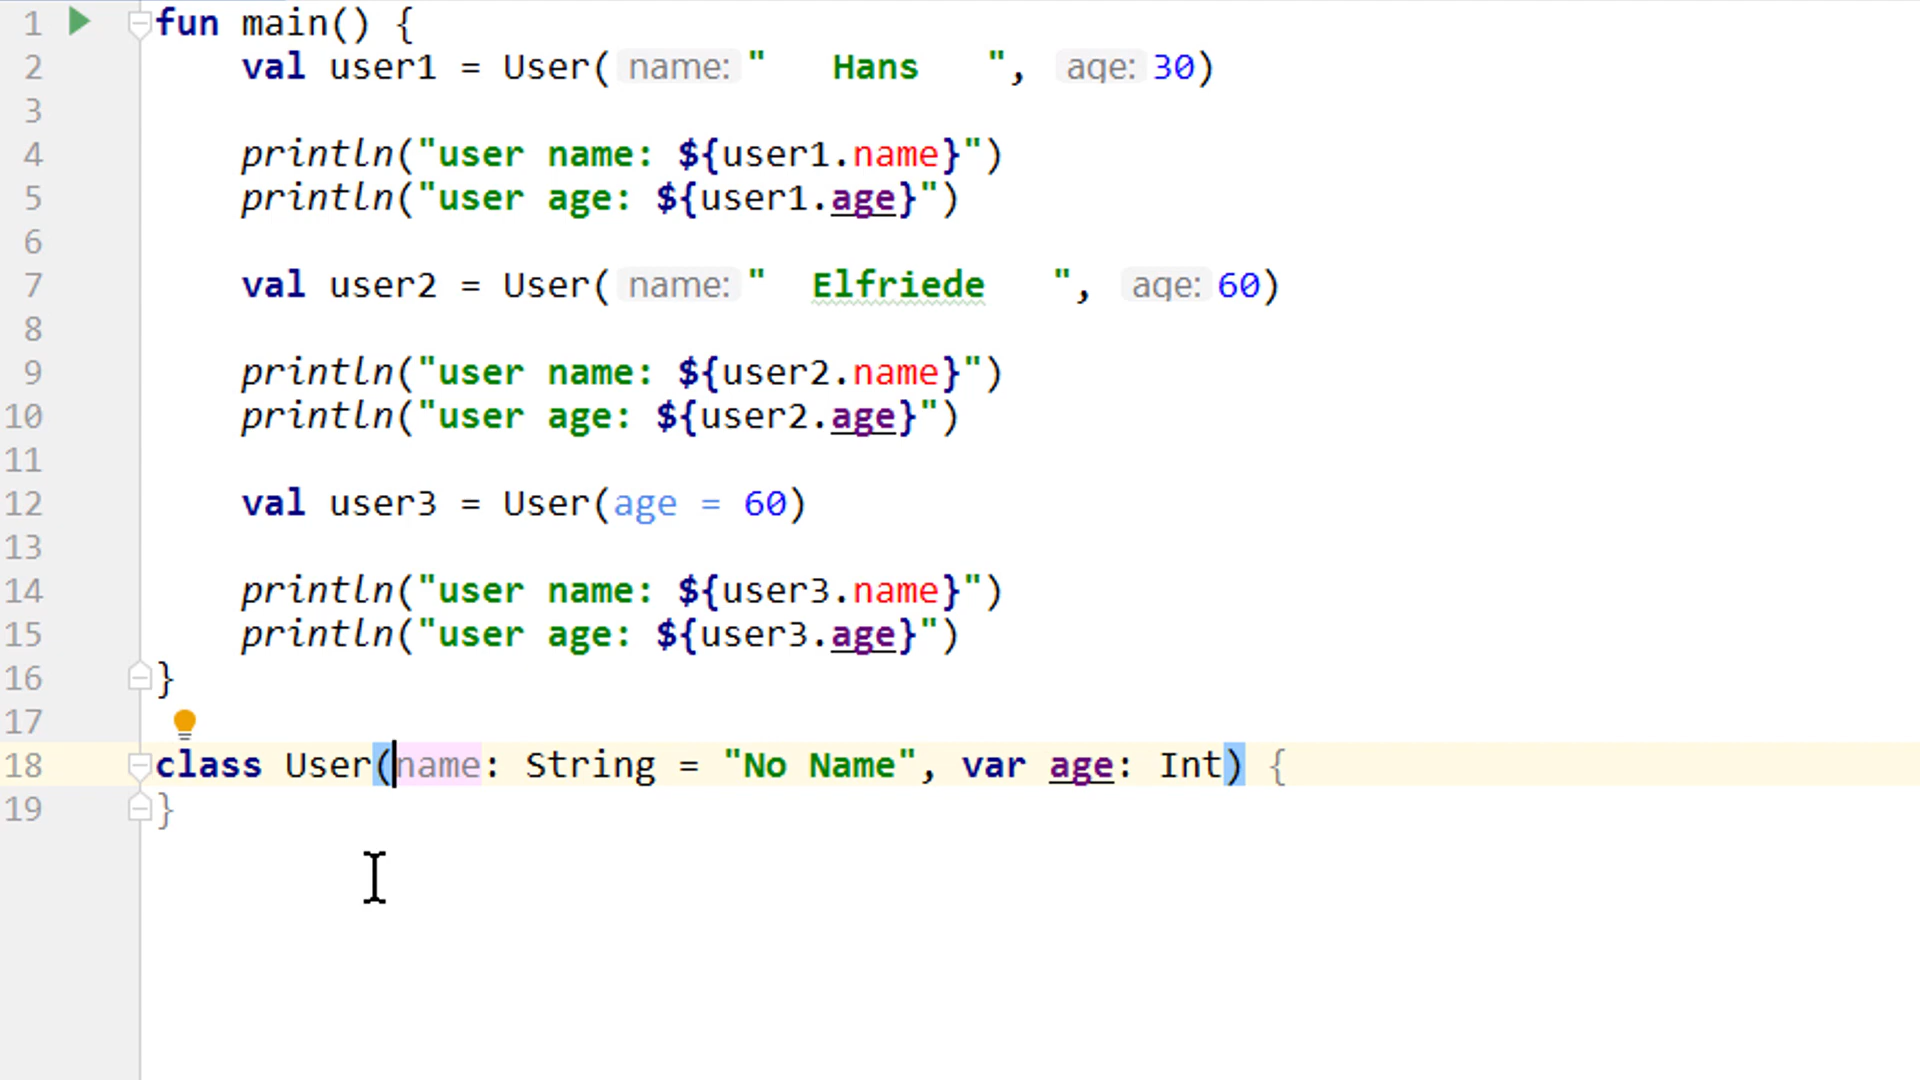 1 fun main() {
2 val user1 = User( name: "   Hans   ", age: 30)
3
4 println("user name: ${user1.name}")
5 println("user age: ${user1.age}")
6
7 val user2 = User( name: "  Elfriede   ", age: 60)
8
9 println("user name: ${user2.name}")
10 println("user age: ${user2.age}")
11
12 val user3 = User(age = 60)
13
14 println("user name: ${user3.name}")
15 println("user age: ${user3.age}")
16 }
17
18 class User(name: String = "No Name", var age: Int) {
19 }